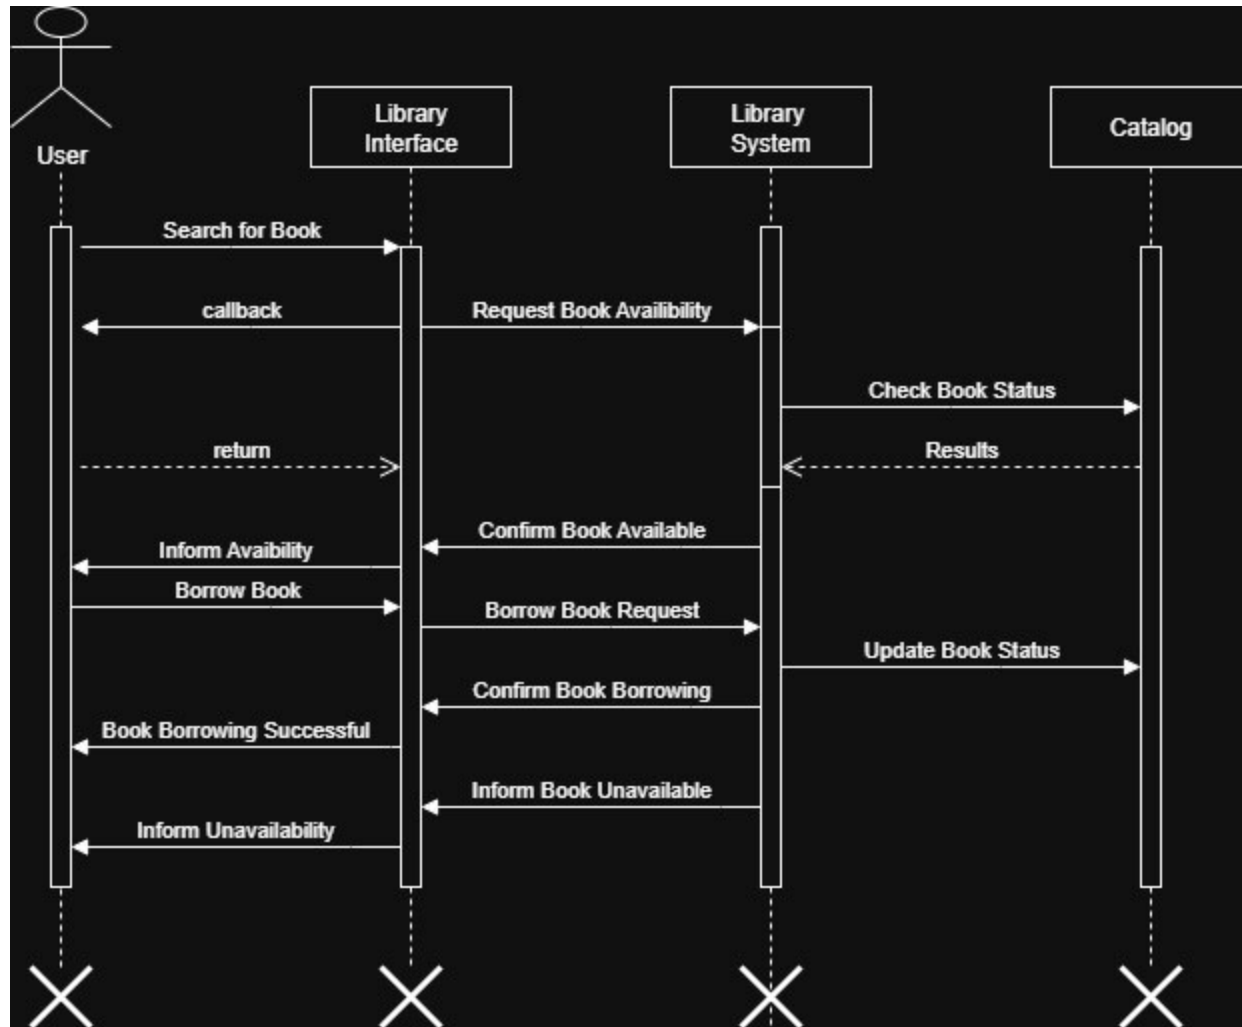 Library
Interface
Library
System
Catalog
User
Search for Book
callback
Request Book Availibility
Check Book Status
return
Results
Confirm Book Available
Inform Avaibility
Borrow Book
Borrow Book Request
Update Book Status
Confirm Book Borrowing
Book Borrowing Successful
Inform Book Unavailable
Inform Unavailability